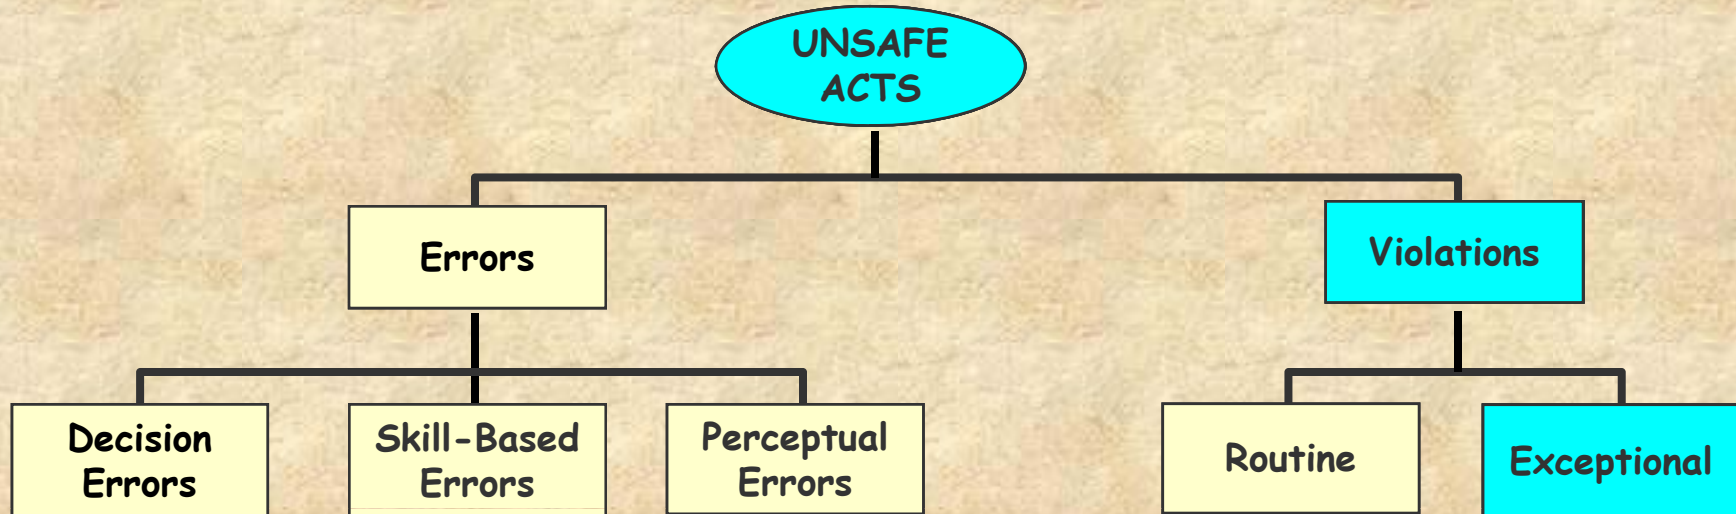 UNSAFE
ACTS
Errors
Violations
Decision
Errors
Skill-Based
Errors
Perceptual
Errors
Routine
Exceptional